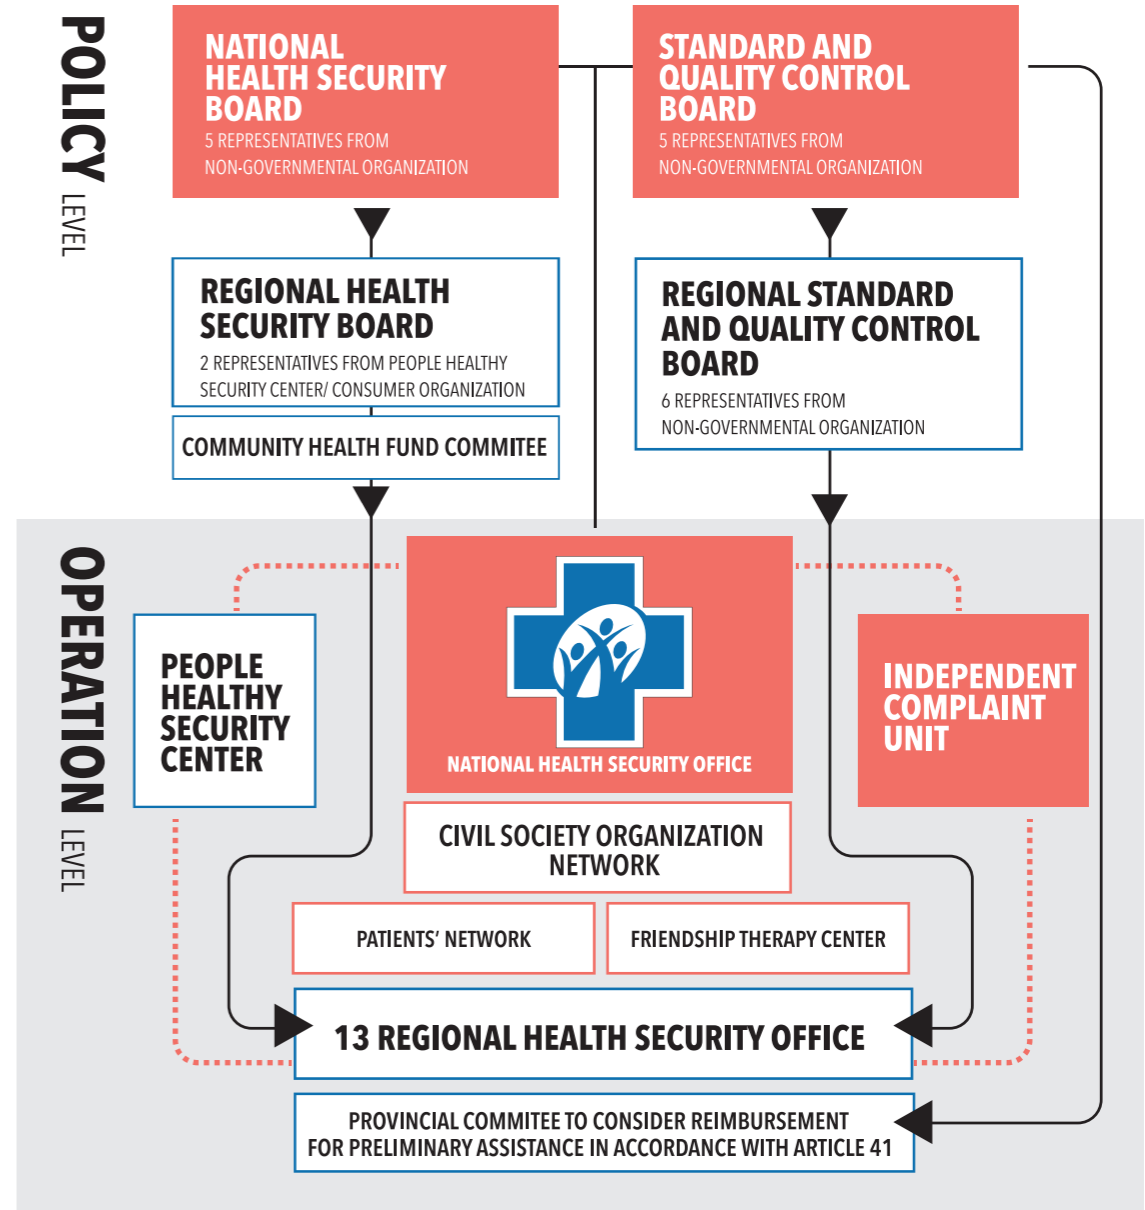 POLICY LEVEL
NATIONAL
HEALTH SECURITY
BOARD
5 REPRESENTATIVES FROM
NON-GOVERNMENTAL ORGANIZATION
STANDARD AND
QUALITY CONTROL
BOARD
5 REPRESENTATIVES FROM
NON-GOVERNMENTAL ORGANIZATION
REGIONAL HEALTH
SECURITY BOARD
2 REPRESENTATIVES FROM PEOPLE HEALTHY
SECURITY CENTER/ CONSUMER ORGANIZATION
COMMUNITY HEALTH FUND COMMITEE
REGIONAL STANDARD
AND QUALITY CONTROL
BOARD
6 REPRESENTATIVES FROM
NON-GOVERNMENTAL ORGANIZATION
OPERATION LEVEL
PEOPLE
HEALTHY
SECURITY
CENTER
NATIONAL HEALTH SECURITY OFFICE
INDEPENDENT
COMPLAINT
UNIT
CIVIL SOCIETY ORGANIZATION
NETWORK
PATIENTS’ NETWORK
FRIENDSHIP THERAPY CENTER
13 REGIONAL HEALTH SECURITY OFFICE
PROVINCIAL COMMITEE TO CONSIDER REIMBURSEMENT
FOR PRELIMINARY ASSISTANCE IN ACCORDANCE WITH ARTICLE 41